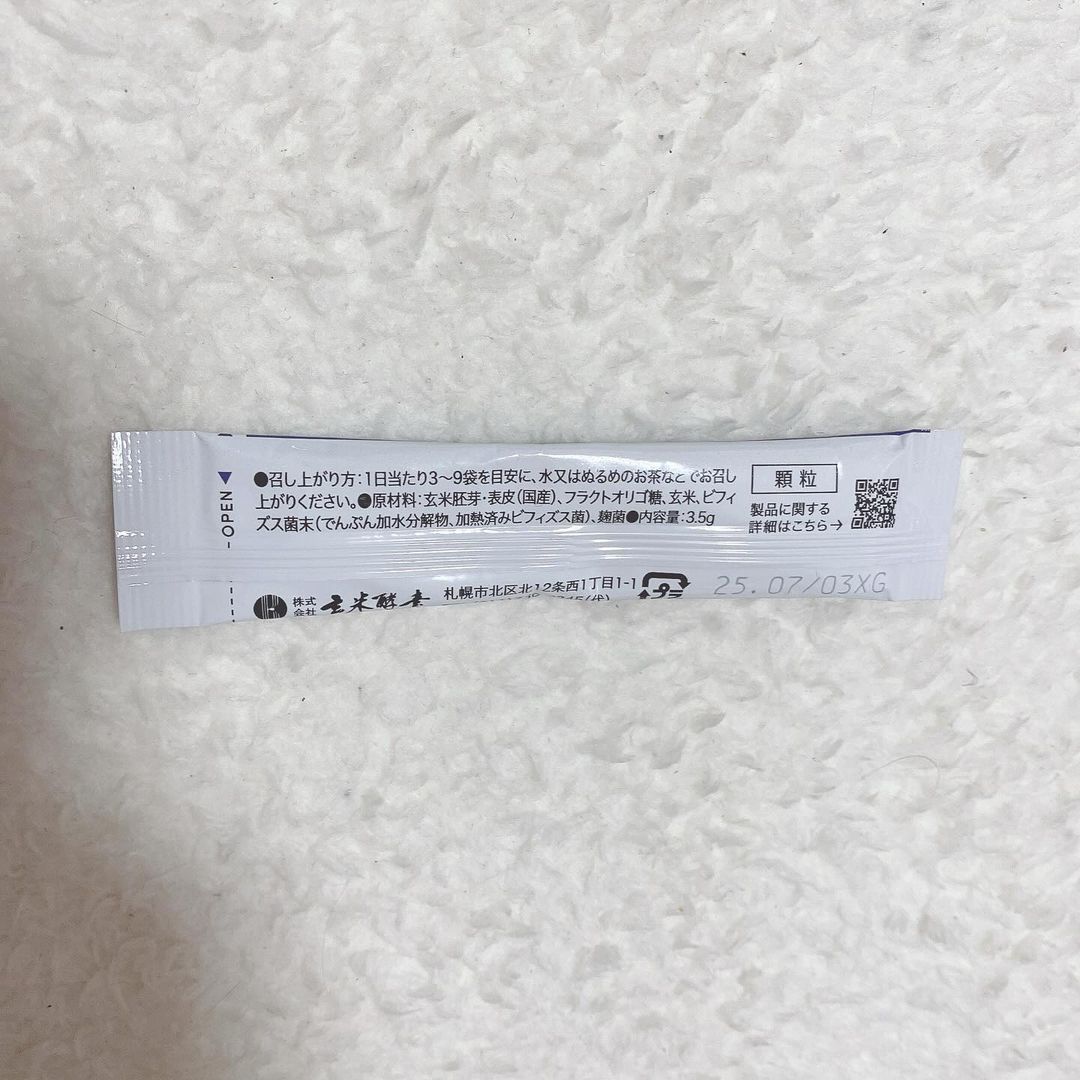 OPEN
●召し上がり方：1日当たり3～9袋を目安に、水又はぬるめのお茶などでお召し
上がりください。●原材料：玄米胚芽・表皮（国産）、フラクトオリゴ糖、玄米、ビフィ
ズス菌末（でんぷん加水分解物、加熱済みビフィズス菌）、麹菌●内容量：3.5g
顆粒
製品に関する
詳細はこちら→
株式
会社
玄米酵素
札幌市北区北12条西1丁目1-1
プラ
25.07/03XG